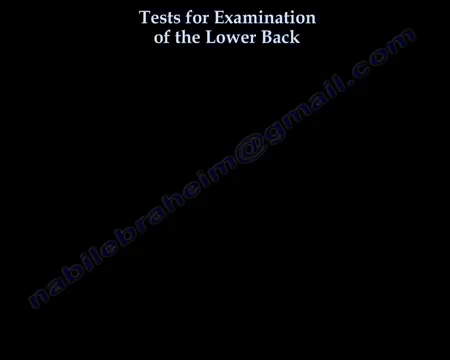 Tests for Examination
of the Lower Back
nabilebraheim@gmail.com